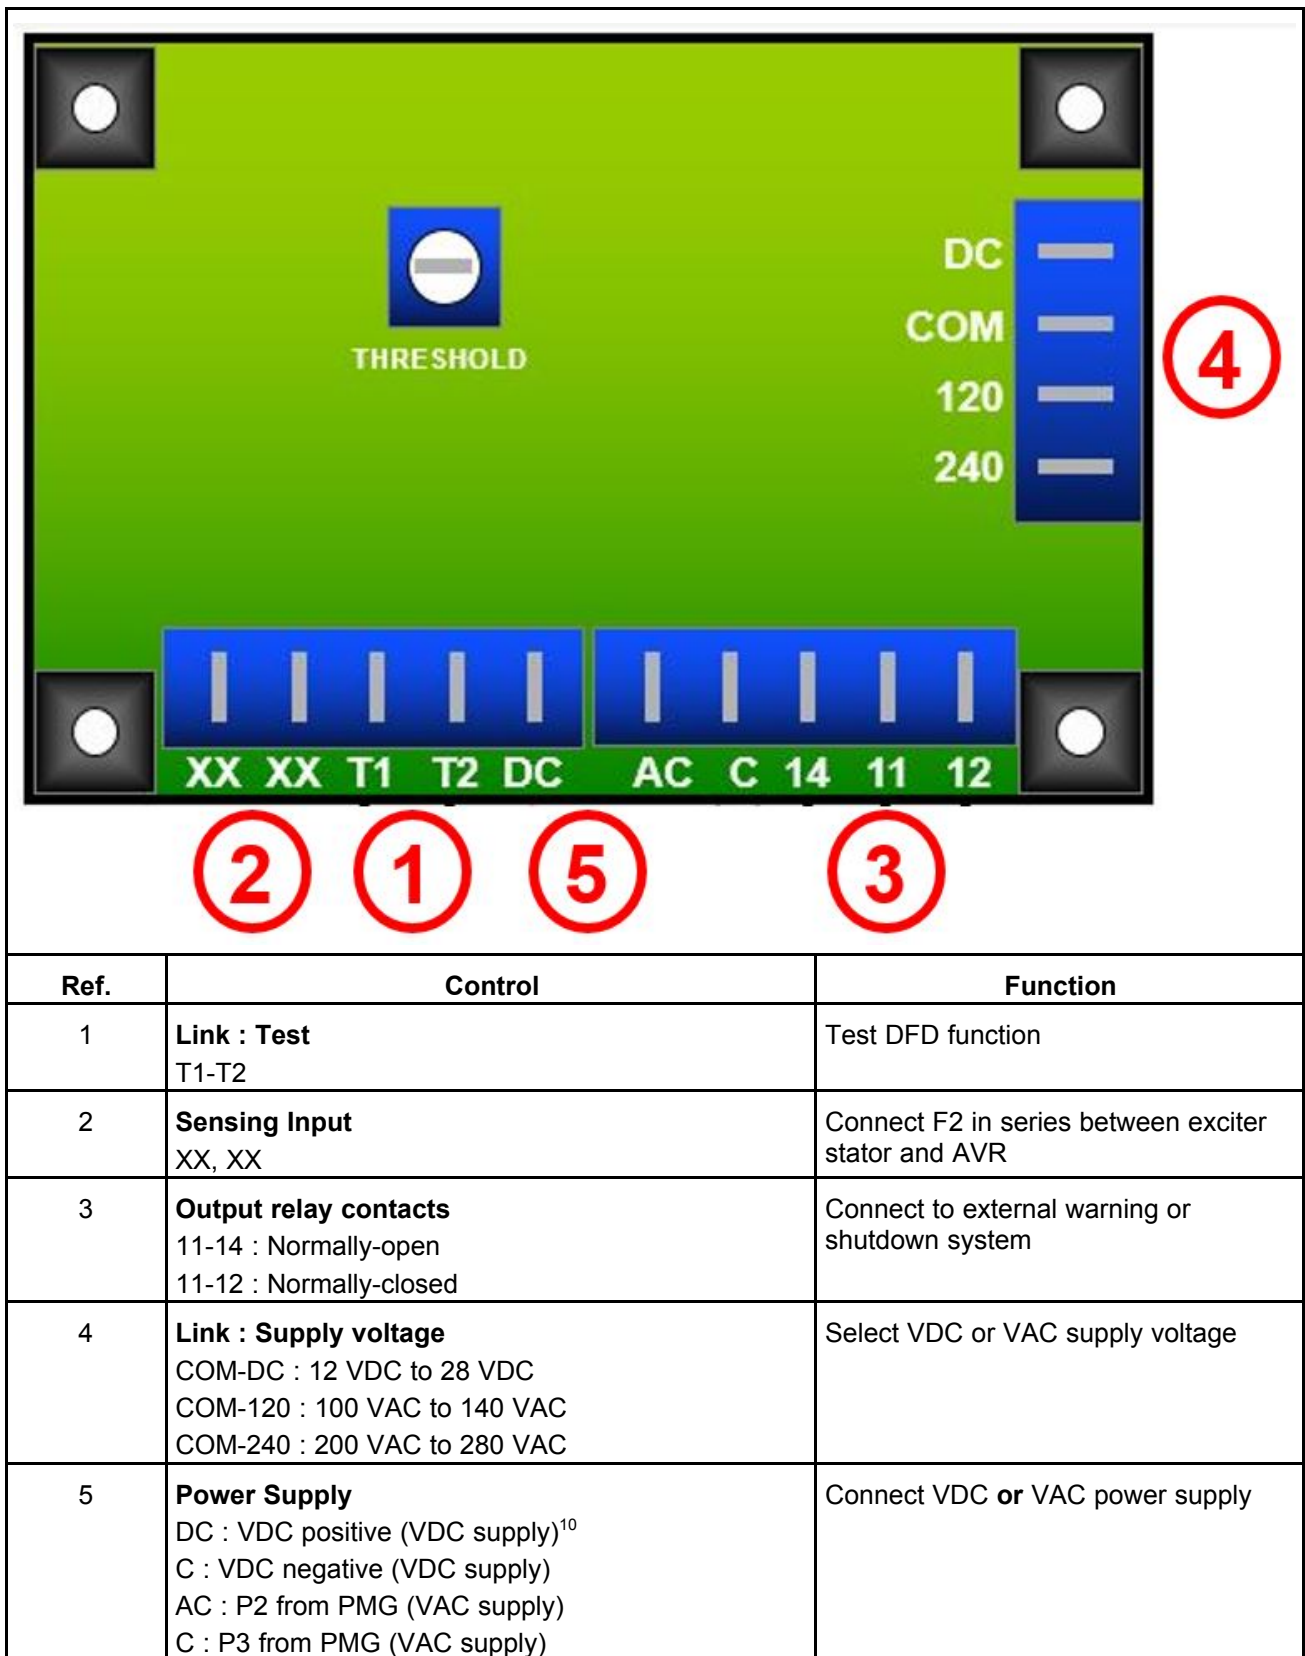 DC
COM
120
240
4
THRESHOLD
XX XX T1 T2 DC AC C 14 11 12
2 1 5 3
Ref. Control Function
1 Link : Test Test DFD function
T1-T2
2 Sensing Input Connect F2 in series between exciter
XX, XX stator and AVR
3 Output relay contacts Connect to external warning or
11-14 : Normally-open shutdown system
11-12 : Normally-closed
4 Link : Supply voltage Select VDC or VAC supply voltage
COM-DC : 12 VDC to 28 VDC
COM-120 : 100 VAC to 140 VAC
COM-240 : 200 VAC to 280 VAC
5 Power Supply Connect VDC or VAC power supply
DC : VDC positive (VDC supply)10
C : VDC negative (VDC supply)
AC : P2 from PMG (VAC supply)
C : P3 from PMG (VAC supply)